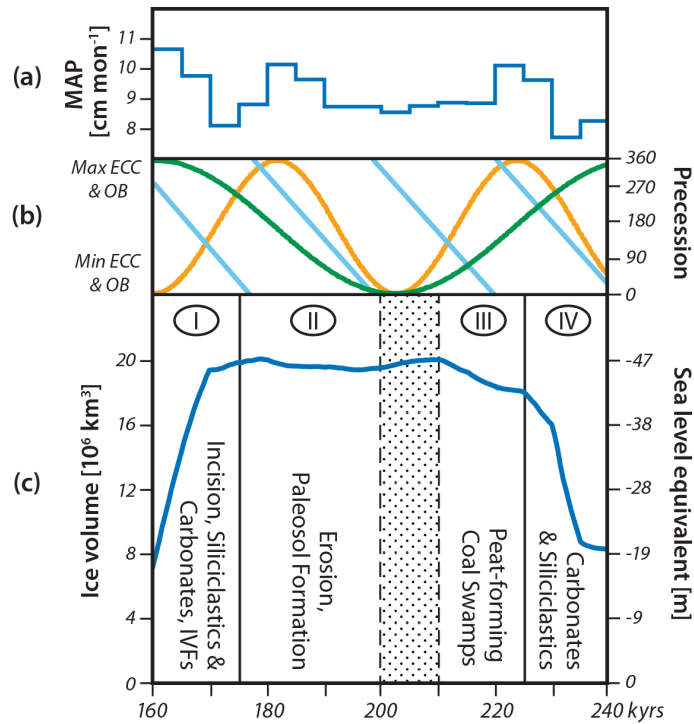 (a)
MAP
[cm mon⁻¹]
11
10
9
8
(b)
Max ECC
& OB
Min ECC
& OB
360
270
180
90
0
Precession
(c)
Ice volume [10⁶ km³]
20
16
12
8
4
0
I
II
III
IV
Incision, Siliciclastics &
Carbonates, IVFs
Erosion,
Paleosol Formation
Peat-forming
Coal Swamps
Carbonates
& Siliciclastics
-47
-38
-28
-19
-9
0
Sea level equivalent [m]
160 180 200 220 240 kyrs